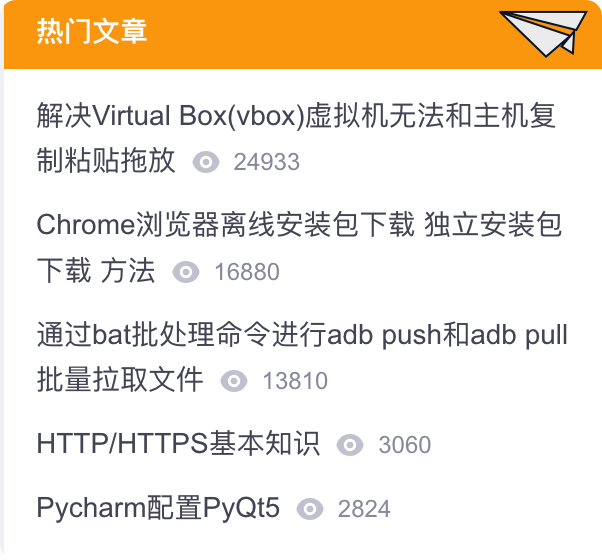 热门文章
解决Virtual Box(vbox)虚拟机无法和主机复
制粘贴拖放 24933
Chrome浏览器离线安装包下载 独立安装包
下载 方法 16880
通过bat批处理命令进行adb push和adb pull
批量拉取文件 13810
HTTP/HTTPS基本知识 3060
Pycharm配置PyQt5 2824